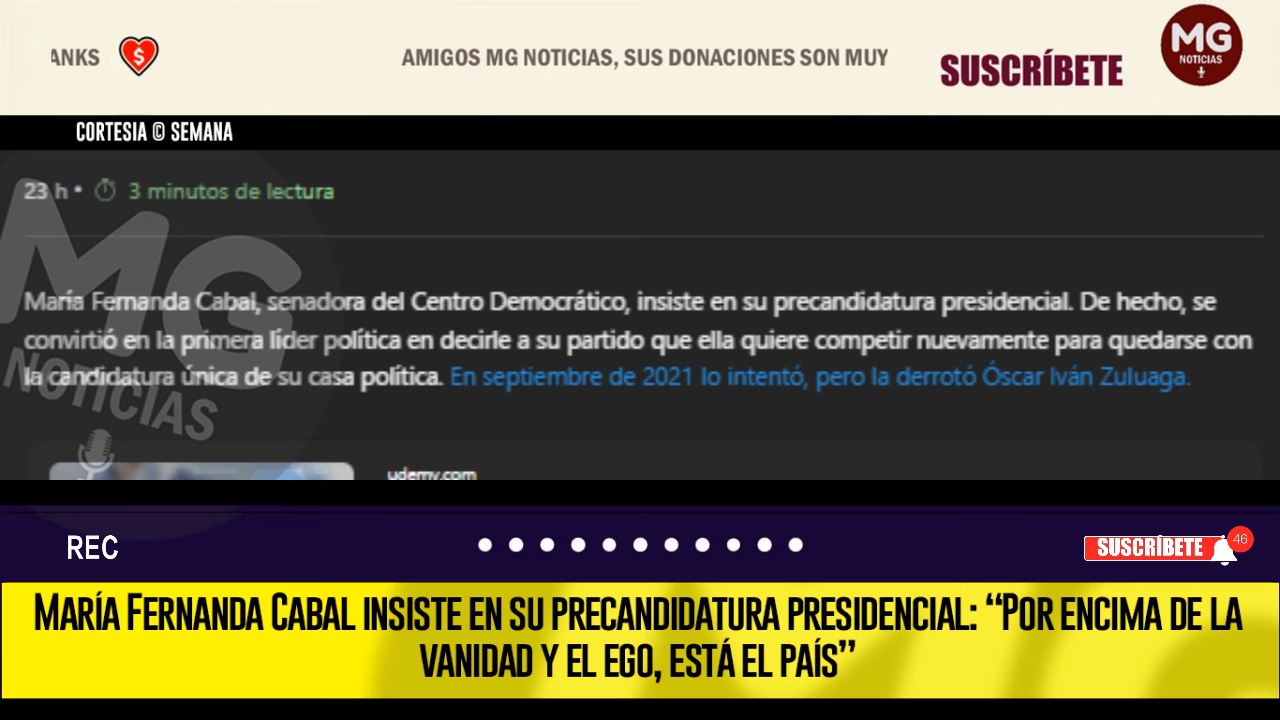 ANKS
$
AMIGOS MG NOTICIAS, SUS DONACIONES SON MUY
SUSCRÍBETE
MG
NOTICIAS
CORTESIA © SEMANA
23 h • 3 minutos de lectura
MG
NOTICIAS
María Fernanda Cabal, senadora del Centro Democrático, insiste en su precandidatura presidencial. De hecho, se
convirtió en la primera líder política en decirle a su partido que ella quiere competir nuevamente para quedarse con
la candidatura única de su casa política. En septiembre de 2021 lo intentó, pero la derrotó Óscar Iván Zuluaga.
udemy.com
REC
SUSCRÍBETE
46
MARÍA FERNANDA CABAL INSISTE EN SU PRECANDIDATURA PRESIDENCIAL: “POR ENCIMA DE LA
VANIDAD Y EL EGO, ESTÁ EL PAÍS”